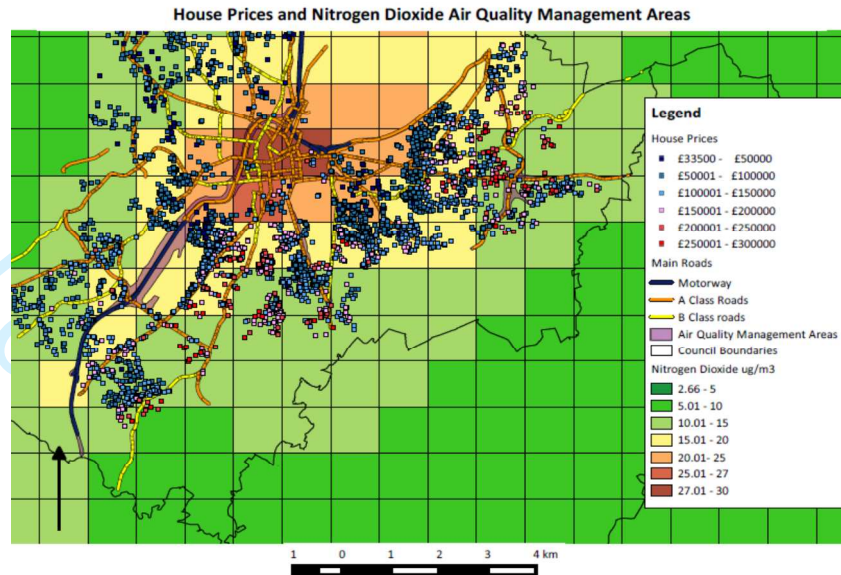 House Prices and Nitrogen Dioxide Air Quality Management Areas
Legend
House Prices
£33500 - £50000
£50001 - £100000
£100001 - £150000
£150001 - £200000
£200001 - £250000
£250001 - £300000
Main Roads
Motorway
A Class Roads
B Class roads
Air Quality Management Areas
Council Boundaries
Nitrogen Dioxide ug/m3
2.66 - 5
5.01 - 10
10.01 - 15
15.01 - 20
20.01- 25
25.01 - 27
27.01 - 30
1 0 1 2 3 4 km